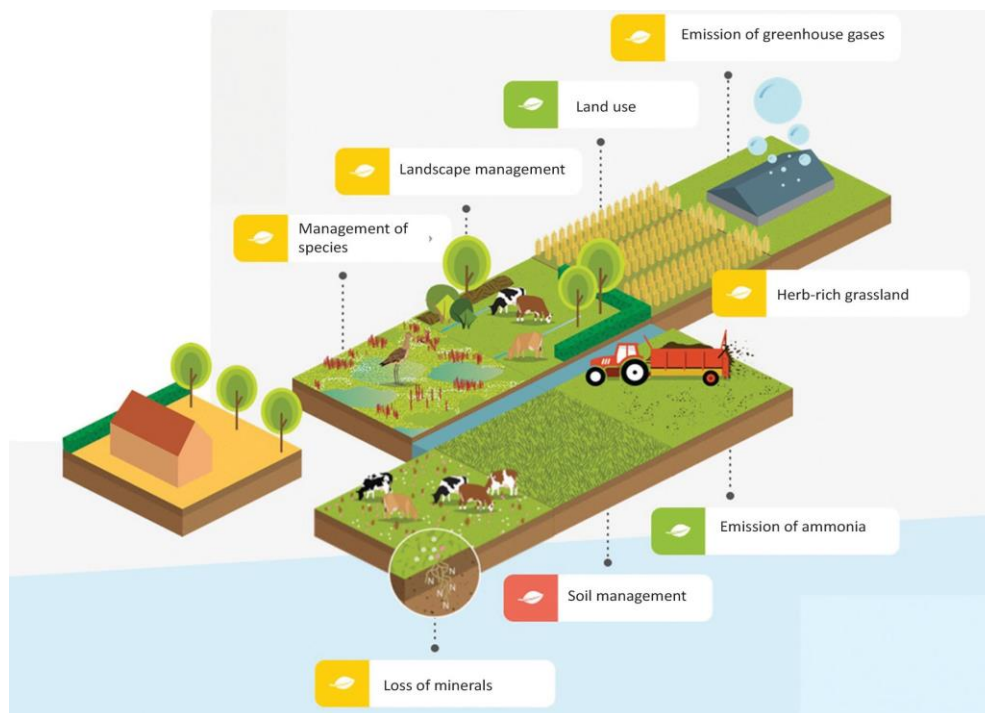 Emission of greenhouse gases
Land use
Landscape management
Management of
species
Herb-rich grassland
Emission of ammonia
Soil management
Loss of minerals
N
N
N
N
N
N